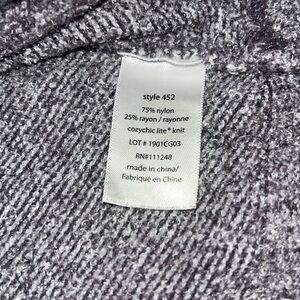 style 452
75% nylon
25% rayon / rayonne
cozychic lite® knit
LOT # 1901CG03
RN#111248
made in china/
Fabriqué en Chine